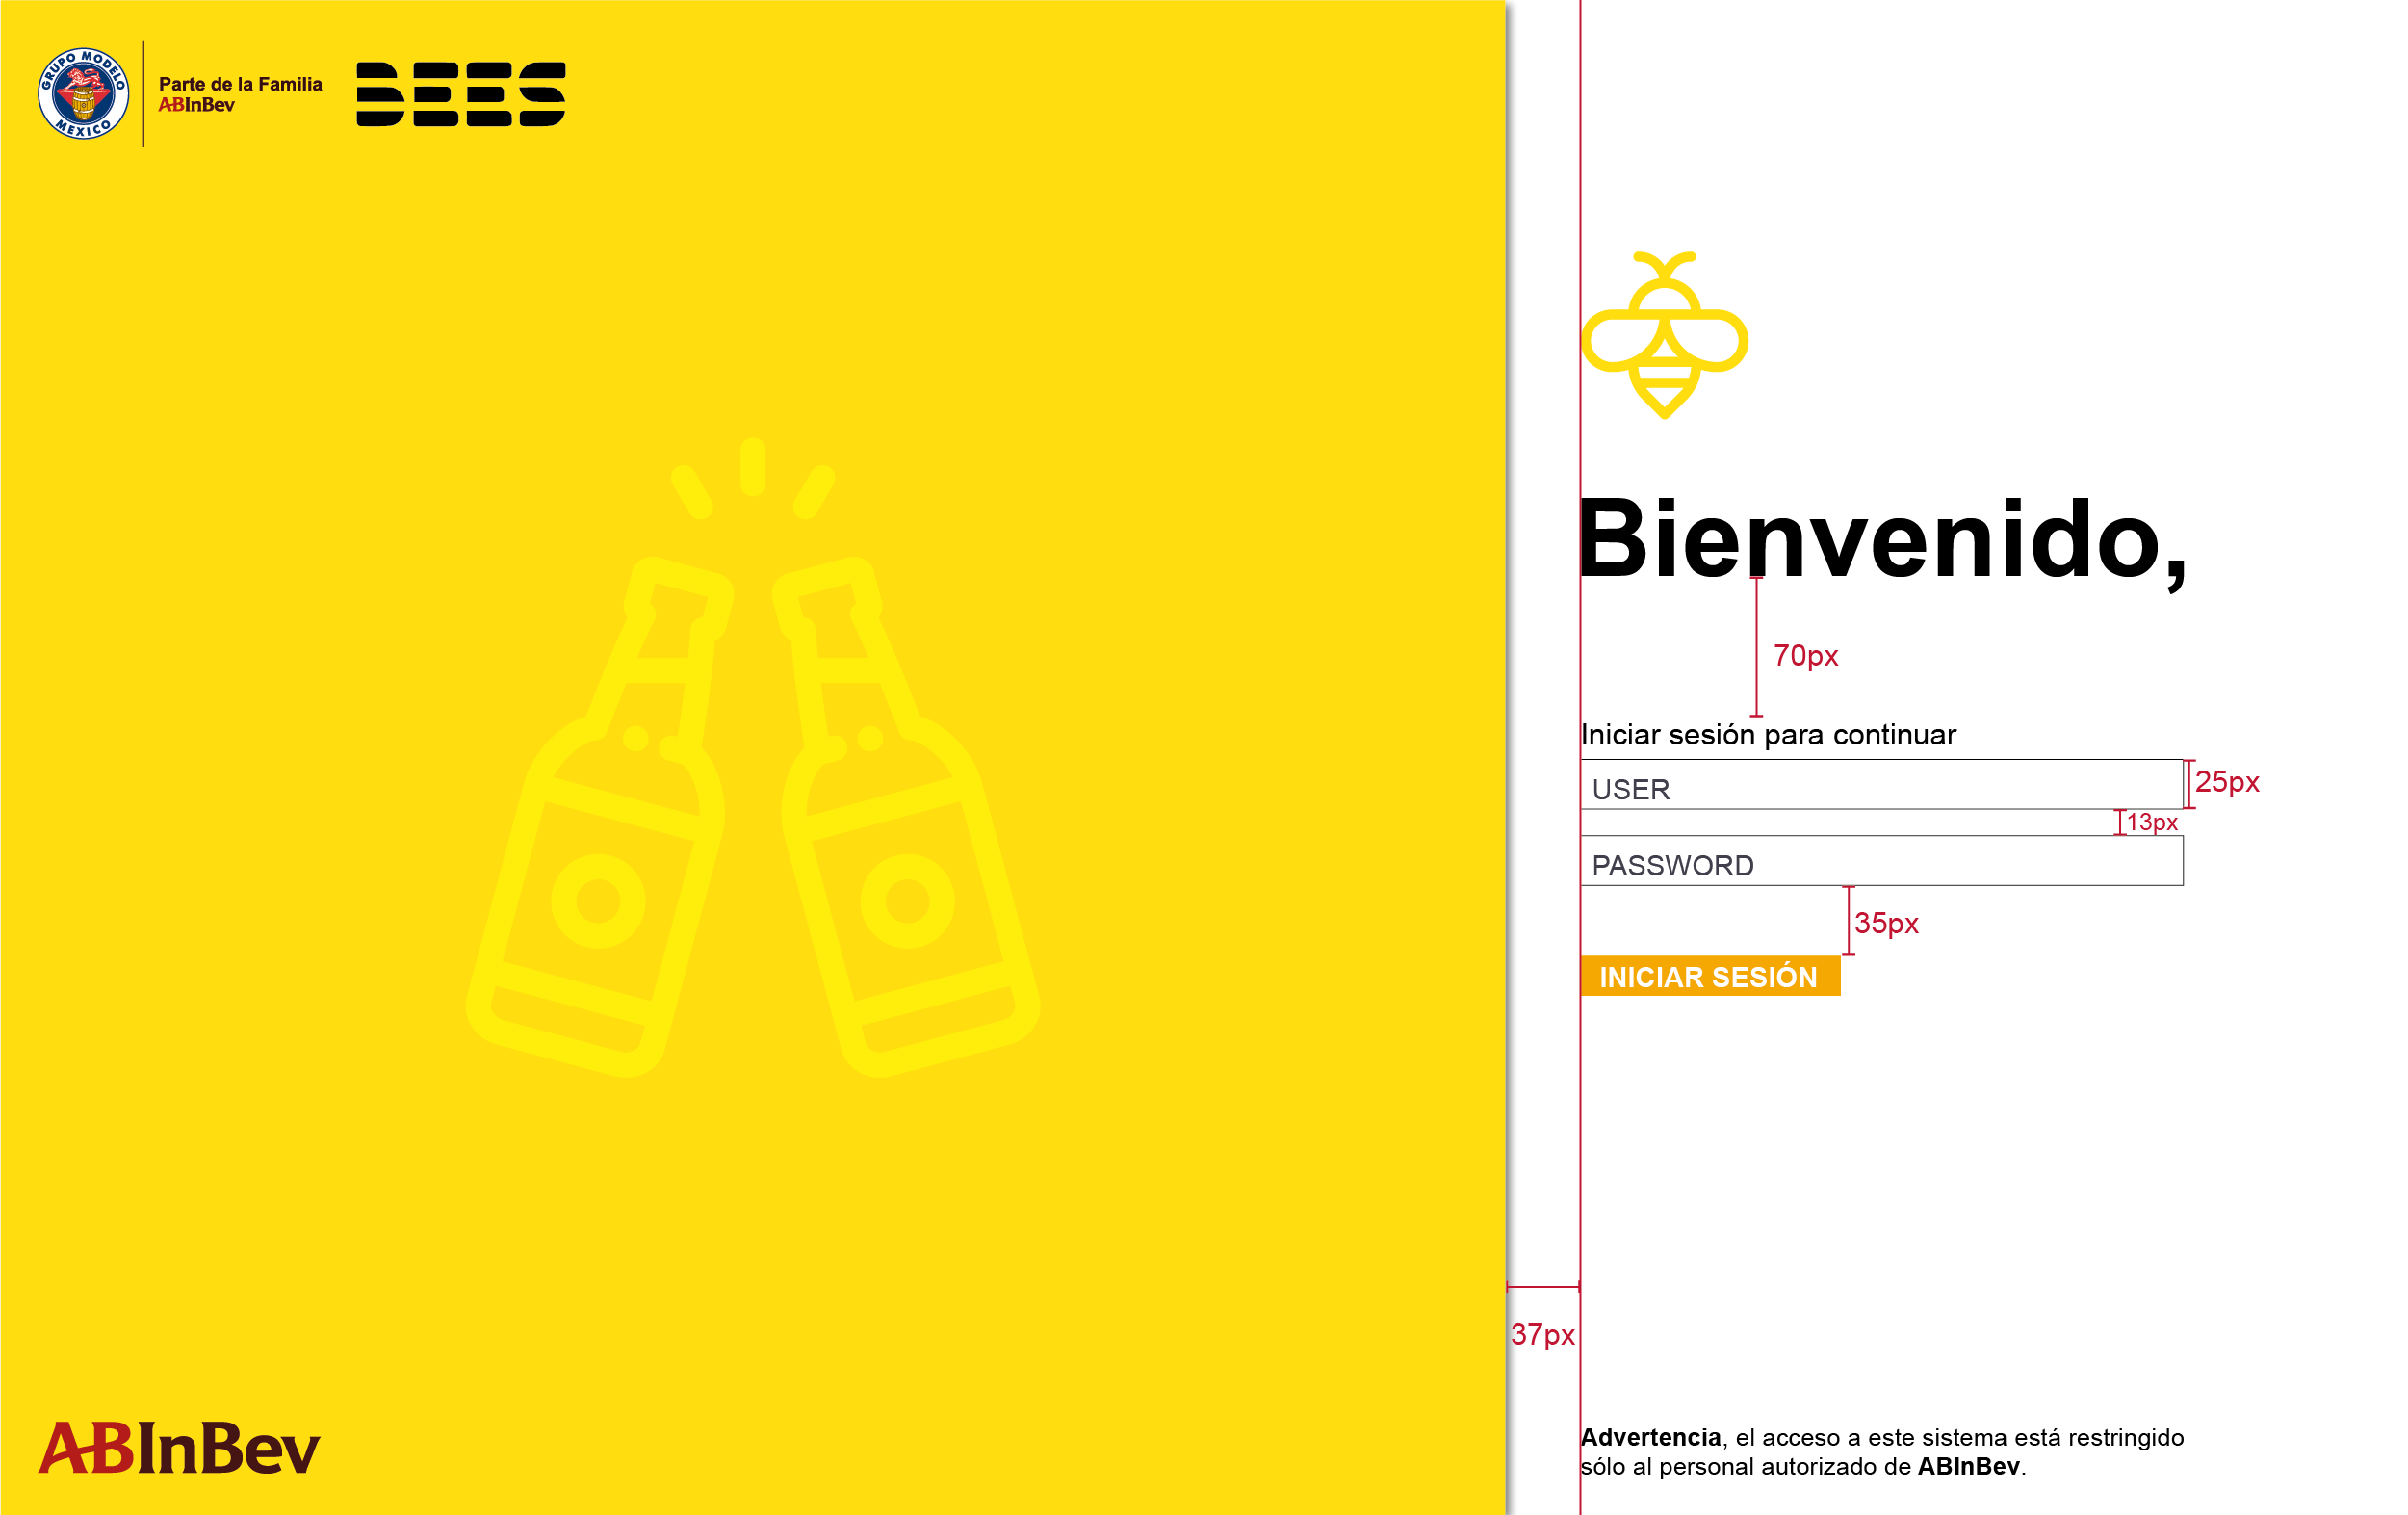 GRUPO MODELO
MEXICO
Parte de la Familia
ABInBev
BEES
Bienvenido,
70px
Iniciar sesión para continuar
USER
25px
13px
PASSWORD
35px
INICIAR SESIÓN
37px
ABInBev
Advertencia, el acceso a este sistema está restringido
sólo al personal autorizado de ABInBev.